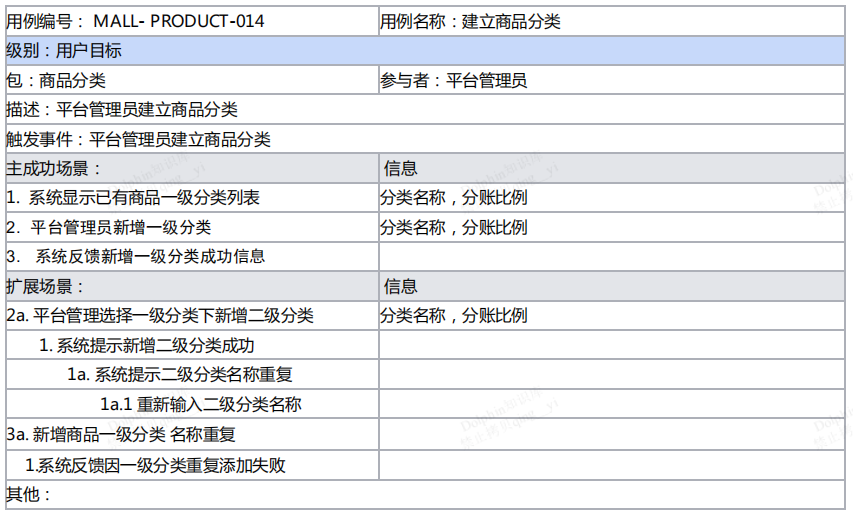 用例编号： MALL- PRODUCT-014 用例名称：建立商品分类
级别：用户目标
包：商品分类 参与者：平台管理员
描述：平台管理员建立商品分类
触发事件：平台管理员建立商品分类
主成功场景： 信息
1. 系统显示已有商品一级分类列表 分类名称，分账比例
2. 平台管理员新增一级分类 分类名称，分账比例
3. 系统反馈新增一级分类成功信息
扩展场景： 信息
2a. 平台管理选择一级分类下新增二级分类 分类名称，分账比例
1. 系统提示新增二级分类成功
1a. 系统提示二级分类名称重复
1a.1 重新输入二级分类名称
3a. 新增商品一级分类 名称重复
1.系统反馈因一级分类重复添加失败
其他：